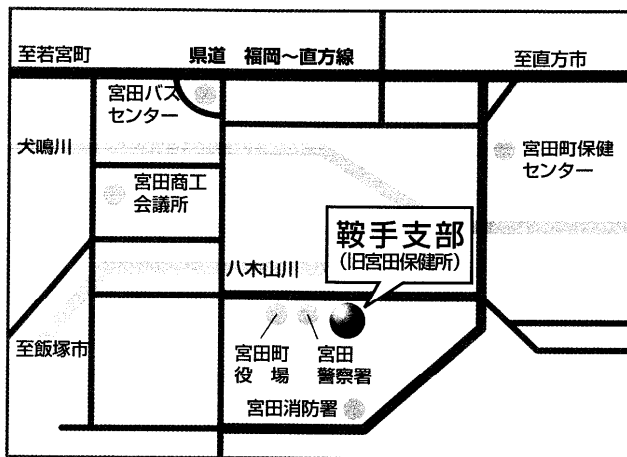 至若宮町
県道 福岡〜直方線
至直方市
宮田バス
センター
犬鳴川
宮田町保健
センター
宮田商工
会議所
鞍手支部
(旧宮田保健所)
八木山川
至飯塚市
宮田町
役 場
宮田
警察署
宮田消防署